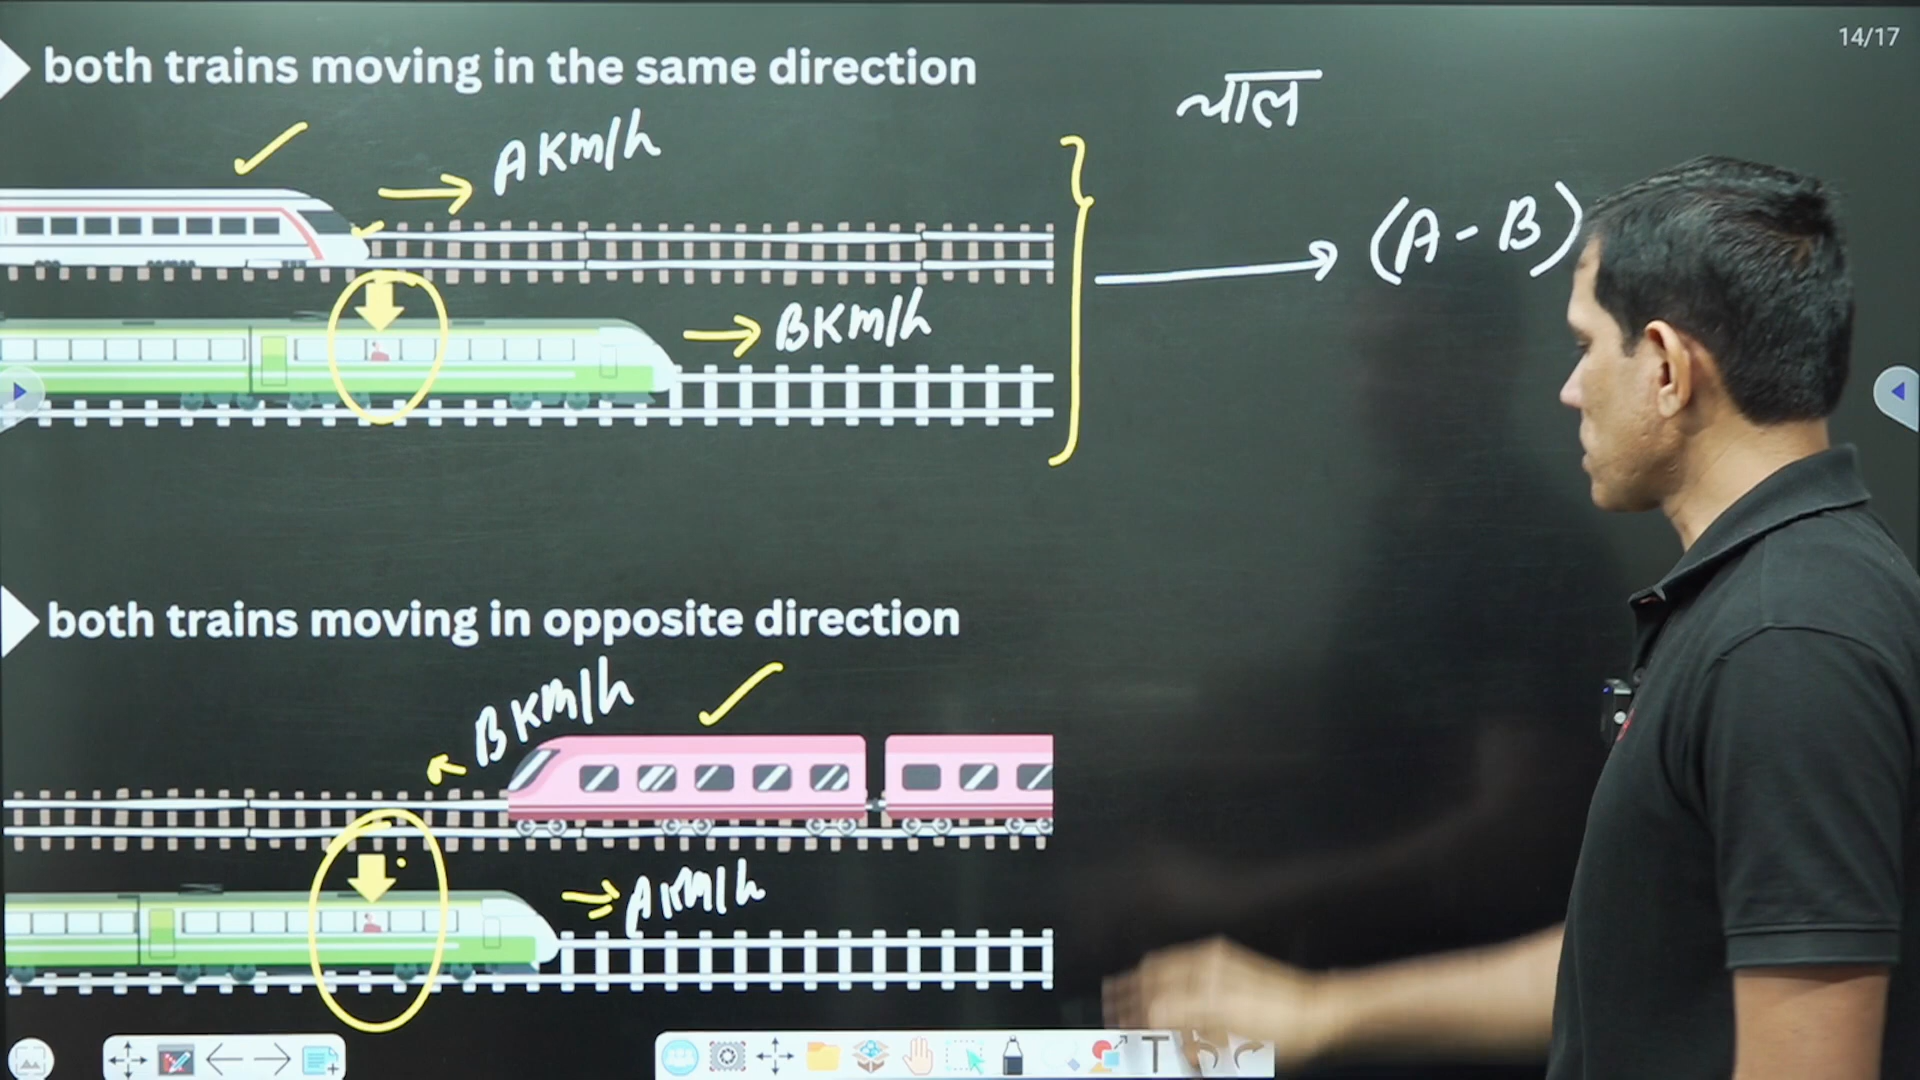 14/17
both trains moving in the same direction
चाल
A Km/h
(A - B)
B Km/h
both trains moving in opposite direction
B Km/h
A Km/h
T